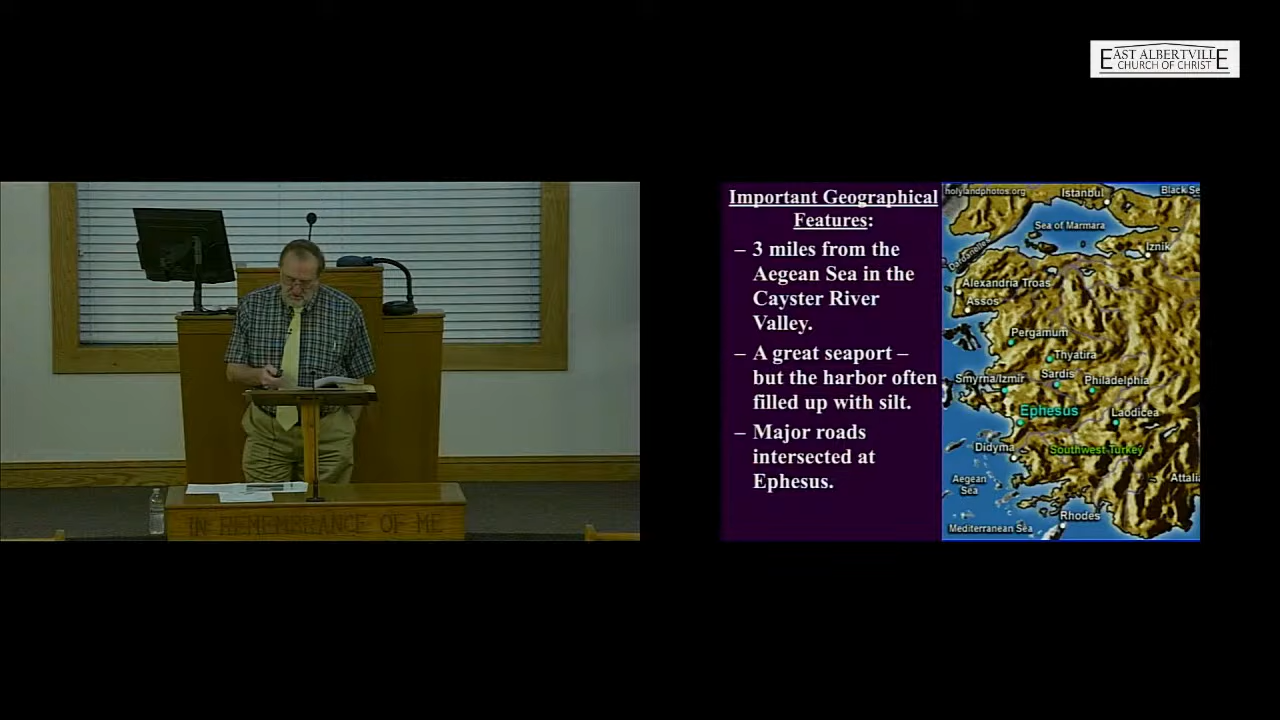 EAST ALBERTVILLE
CHURCH OF CHRIST
Important Geographical
Features:
– 3 miles from the
Aegean Sea in the
Cayster River
Valley.
– A great seaport –
but the harbor often
filled up with silt.
– Major roads
intersected at
Ephesus.
holylandphotos.org
Istanbul
Black Se
Sea of Marmara
Iznik
Dardanelle
Alexandria Troas
Assos
Pergamum
Thyatira
Sardis
Smyrna/Izmir
Philadelphia
Ephesus
Laodicea
Didyma
Southwest Turkey
Aegean
Sea
Attali
Rhodes
Mediterranean Sea
IN REMEMBRANCE OF ME